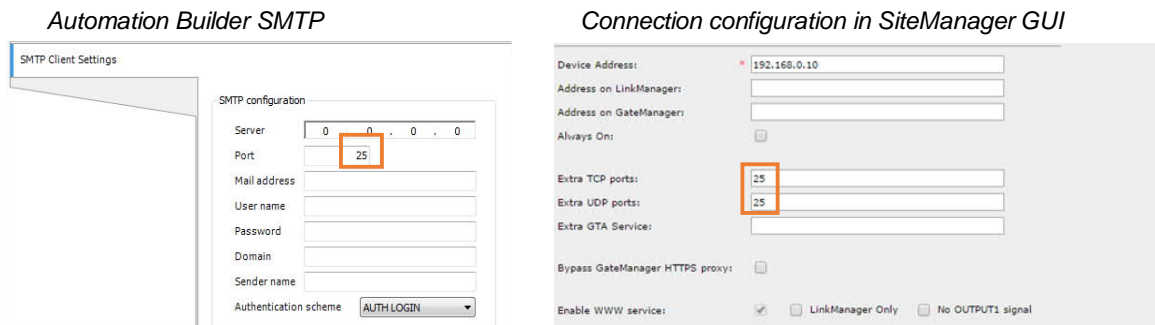 Automation Builder SMTP
Connection configuration in SiteManager GUI
SMTP Client Settings
SMTP configuration
Server 0 . 0 . 0 . 0
Port 25
Mail address
User name
Password
Domain
Sender name
Authentication scheme AUTH LOGIN
Device Address: * 192.168.0.10
Address on LinkManager:
Address on GateManager:
Always On:
Extra TCP ports: 25
Extra UDP ports: 25
Extra GTA Service:
Bypass GateManager HTTPS proxy:
Enable WWW service: LinkManager Only No OUTPUT1 signal